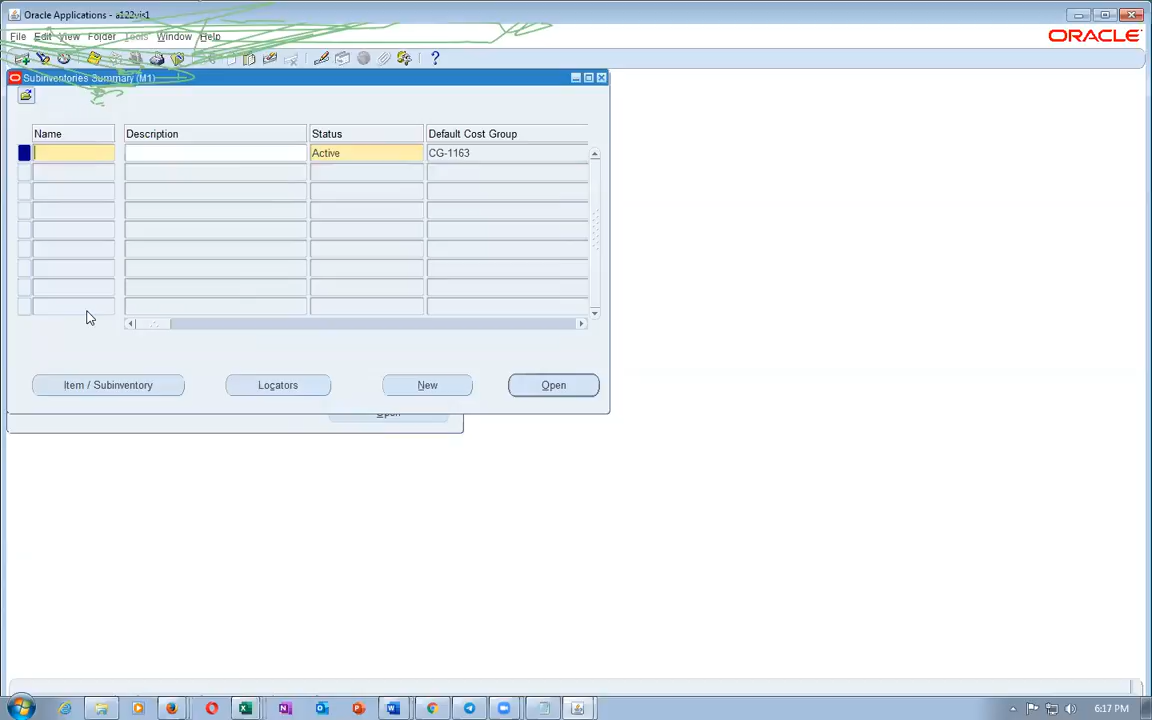 Oracle Applications - a122vis1
File Edit View Folder Tools Window Help
ORACLE
Subinventories Summary (M1)
Name Description Status Default Cost Group
Active CG-1163
Item / Subinventory Locators New Open
Open
6:17 PM